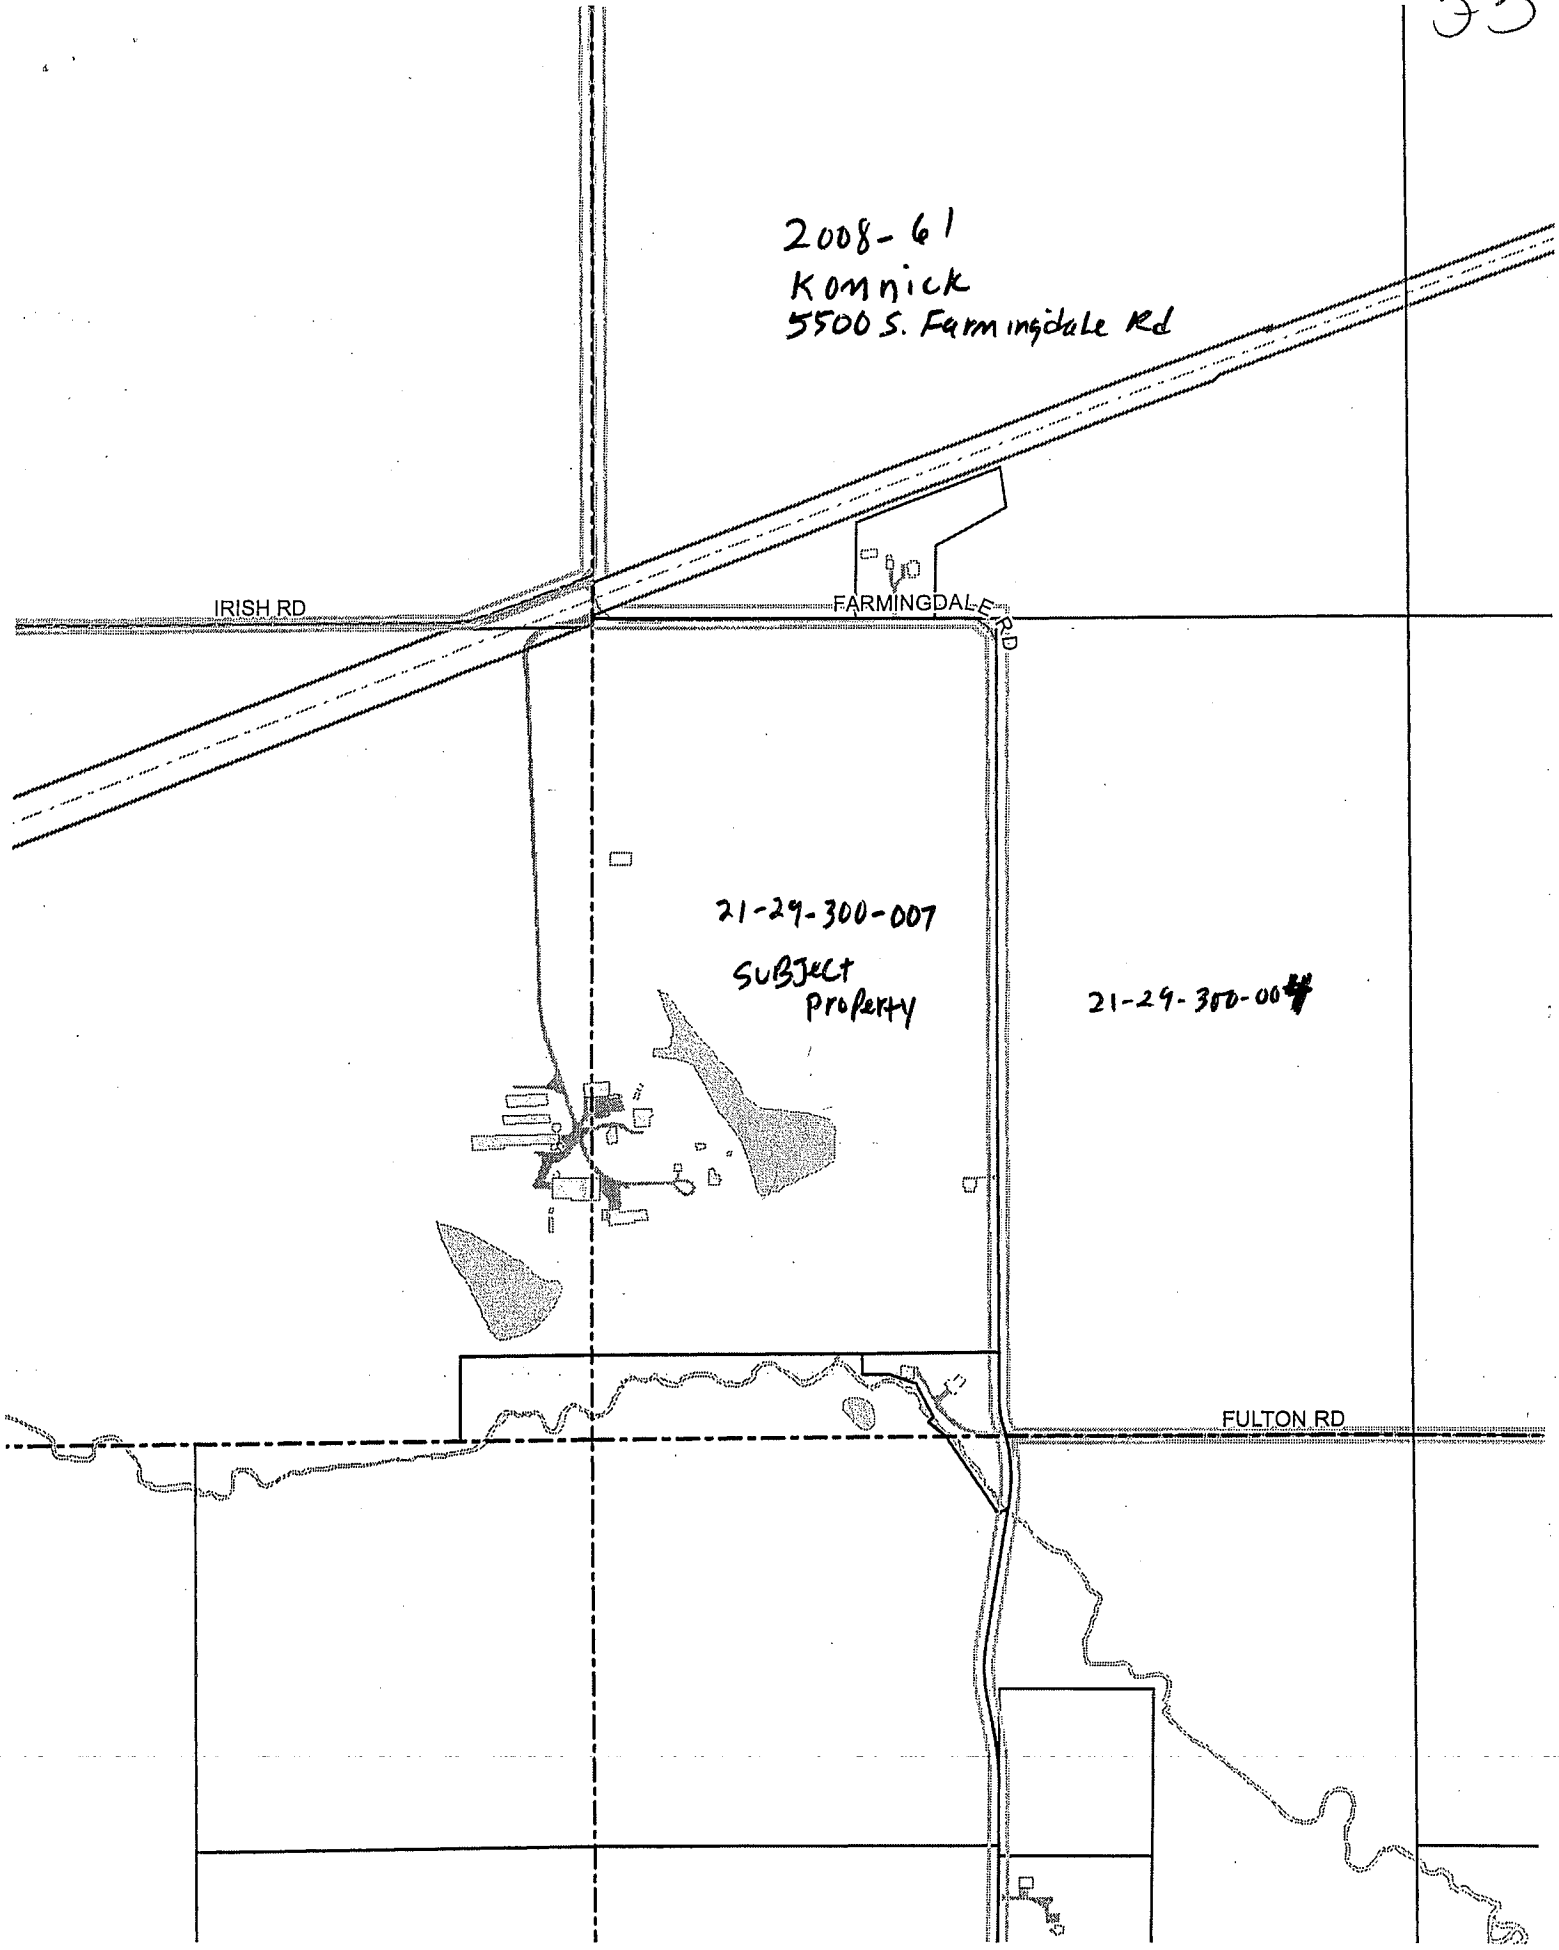 35
2008-61
Konnick
5500 S. Farmingdale Rd
IRISH RD
FARMINGDALE RD
21-29-300-007
SUBJECT
Property
21-29-300-004
FULTON RD